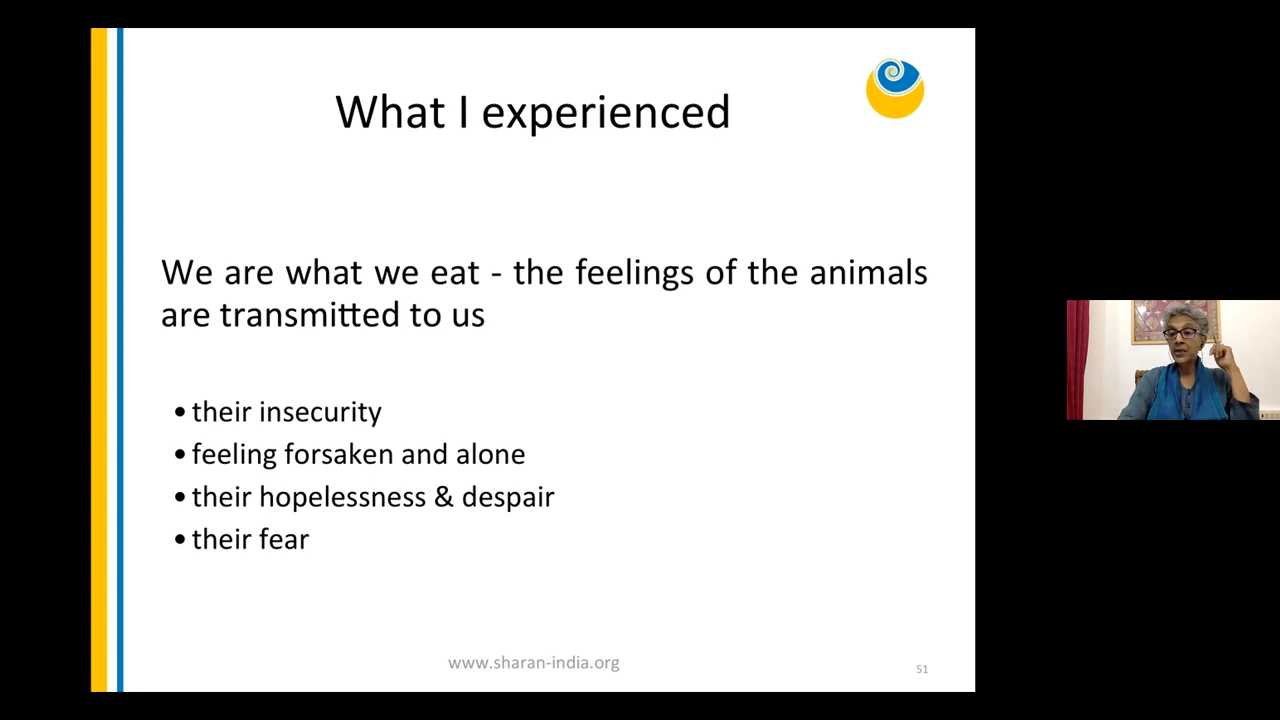 What I experienced
We are what we eat - the feelings of the animals
are transmitted to us
• their insecurity
• feeling forsaken and alone
• their hopelessness & despair
• their fear
www.sharan-india.org
51